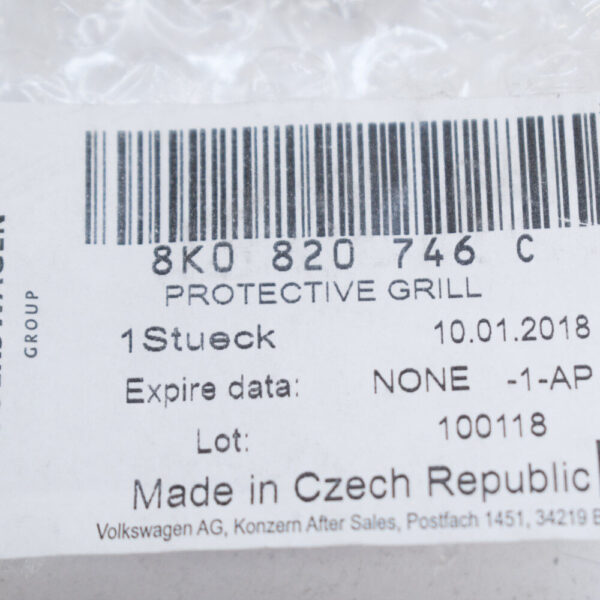 8K0 820 746 C
PROTECTIVE GRILL
1Stueck 10.01.2018
Expire data: NONE -1-AP
Lot: 100118
Made in Czech Republic
Volkswagen AG, Konzern After Sales, Postfach 1451, 34219
GROUP